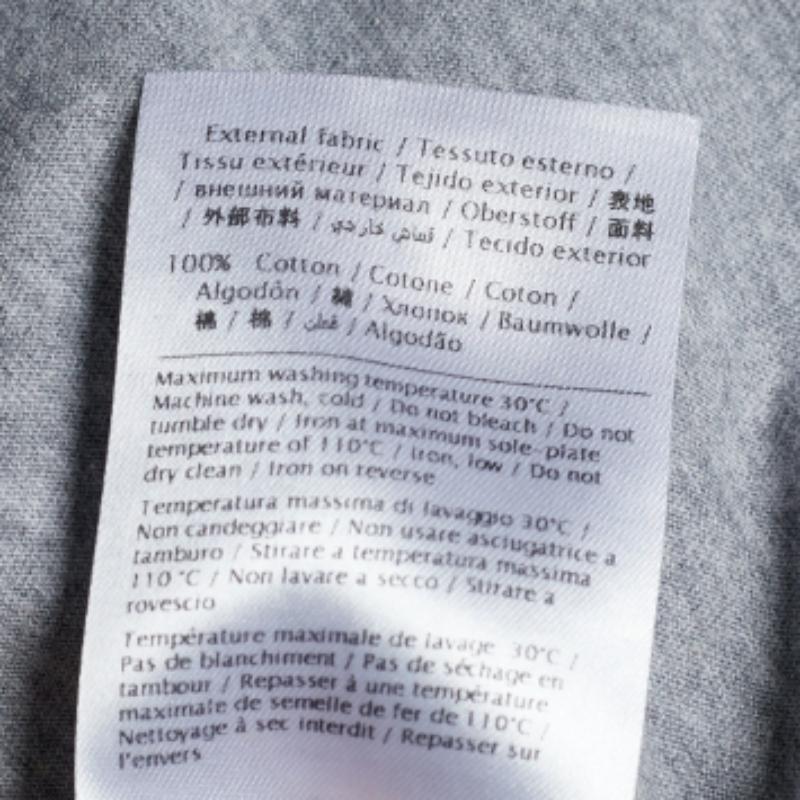 External fabric / Tessuto esterno /
Tissu extérieur / Tejido exterior / 表地
/ внешний материал / Oberstoff / 面料
/ 外部布料 / قماش خارجي / Tecido exterior
100% Cotton / Cotone / Coton /
Algodón / 綿 / Хлопок / Baumwolle /
棉 / 棉 / قطن / Algodão
Maximum washing temperature 30°C /
Machine wash, cold / Do not bleach / Do not
tumble dry / Iron at maximum sole-plate
temperature of 110°C / Iron, low / Do not
dry clean / Iron on reverse
Temperatura massima di lavaggio 30°C /
Non candeggiare / Non usare asciugatrice a
tamburo / Stirare a temperatura massima
110 °C / Non lavare a secco / Stirare a
rovescio
Température maximale de lavage 30°C /
Pas de blanchiment / Pas de séchage en
tambour / Repasser à une température
maximale de semelle de fer de 110°C /
Nettoyage à sec interdit / Repasser sur
l'envers